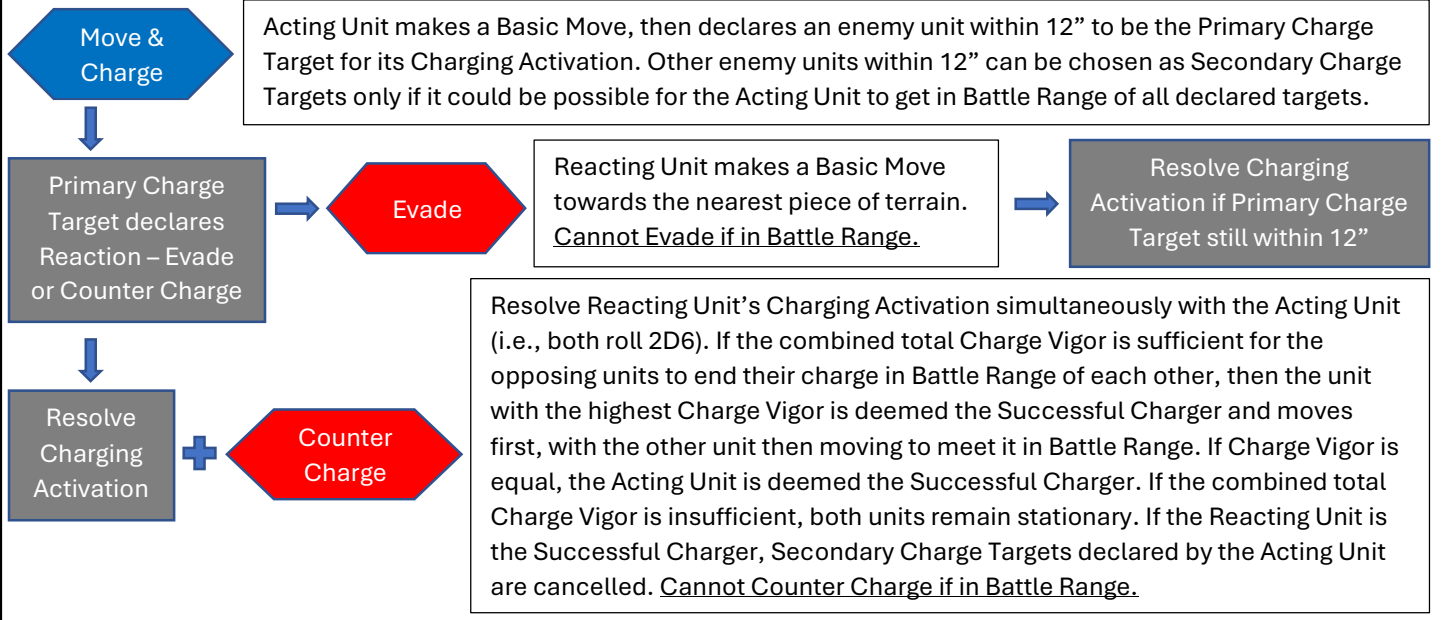 Move &
Charge
Acting Unit makes a Basic Move, then declares an enemy unit within 12” to be the Primary Charge
Target for its Charging Activation. Other enemy units within 12” can be chosen as Secondary Charge
Targets only if it could be possible for the Acting Unit to get in Battle Range of all declared targets.
Primary Charge
Target declares
Reaction – Evade
or Counter Charge
Evade
Reacting Unit makes a Basic Move
towards the nearest piece of terrain.
Cannot Evade if in Battle Range.
Resolve Charging
Activation if Primary Charge
Target still within 12”
Resolve
Charging
Activation
Counter
Charge
Resolve Reacting Unit’s Charging Activation simultaneously with the Acting Unit
(i.e., both roll 2D6). If the combined total Charge Vigor is sufficient for the
opposing units to end their charge in Battle Range of each other, then the unit
with the highest Charge Vigor is deemed the Successful Charger and moves
first, with the other unit then moving to meet it in Battle Range. If Charge Vigor is
equal, the Acting Unit is deemed the Successful Charger. If the combined total
Charge Vigor is insufficient, both units remain stationary. If the Reacting Unit is
the Successful Charger, Secondary Charge Targets declared by the Acting Unit
are cancelled. Cannot Counter Charge if in Battle Range.